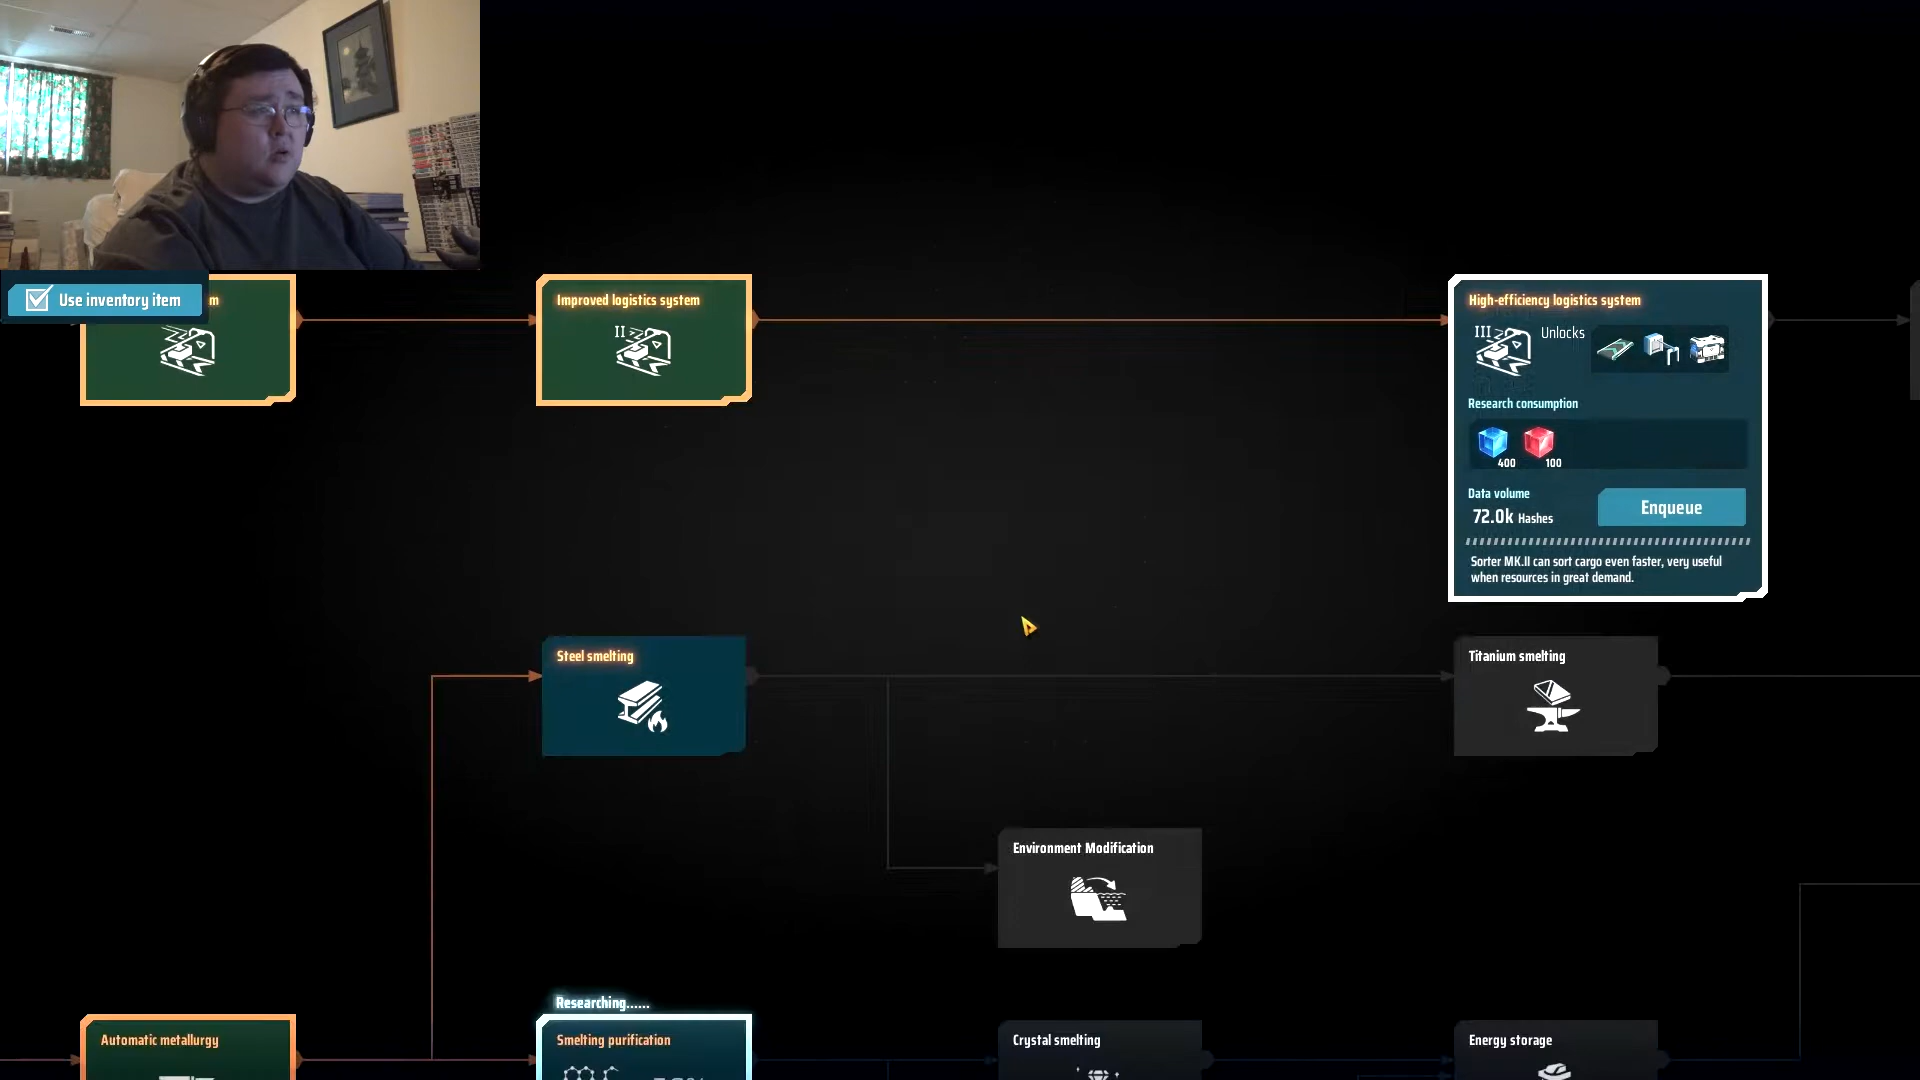 Use inventory item
m
Improved logistics system
II
High-efficiency logistics system
III
Unlocks
Research consumption
400
100
Data volume
72.0k Hashes
Enqueue
Sorter MK.II can sort cargo even faster, very useful
when resources in great demand.
Steel smelting
Titanium smelting
Environment Modification
Researching......
Automatic metallurgy
Smelting purification
Crystal smelting
Energy storage